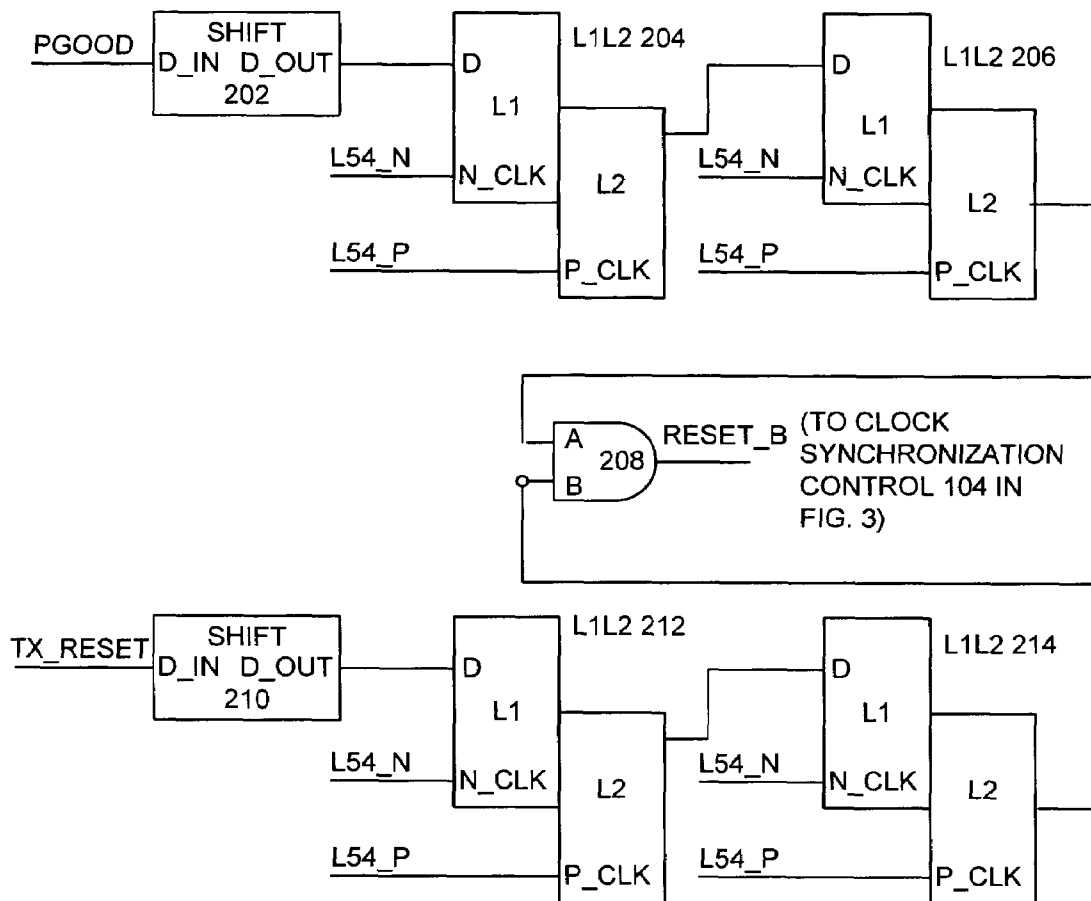 PGOOD
SHIFT
D_IN D_OUT
202
L1L2 204
D
L1
L54_N
N_CLK
L2
L54_P
P_CLK
L1L2 206
D
L1
L54_N
N_CLK
L2
L54_P
P_CLK
A
B
208
RESET_B
(TO CLOCK
SYNCHRONIZATION
CONTROL 104 IN
FIG. 3)
TX_RESET
SHIFT
D_IN D_OUT
210
L1L2 212
D
L1
L54_N
N_CLK
L2
L54_P
P_CLK
L1L2 214
D
L1
L54_N
N_CLK
L2
L54_P
P_CLK